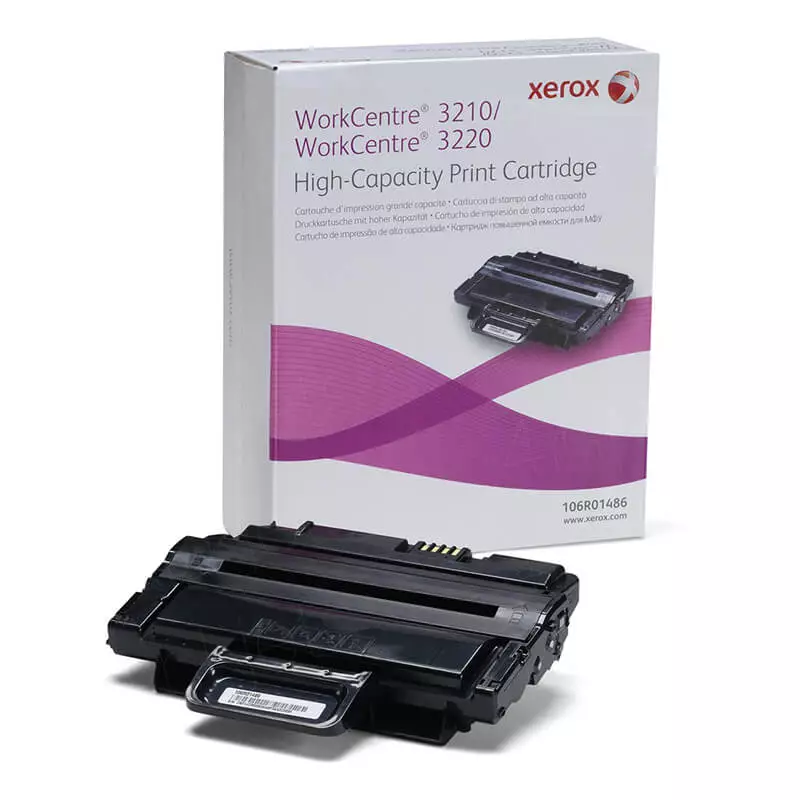 xerox
WorkCentre® 3210/
WorkCentre® 3220
High-Capacity Print Cartridge
Cartouche d'impression grande capacité • Cartuccia di stampa ad alta capacità
Druckkartusche mit hoher Kapazität • Cartucho de impresión de alta capacidad
Cartucho de impressão de alta capacidade • Картридж повышенной емкости для МФУ
106R01486
www.xerox.com
106R01486